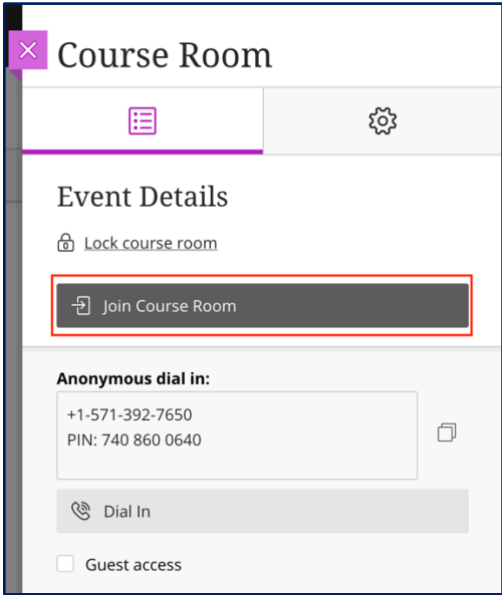 Course Room
Event Details
Lock course room
Join Course Room
Anonymous dial in:
+1-571-392-7650
PIN: 740 860 0640
Dial In
Guest access